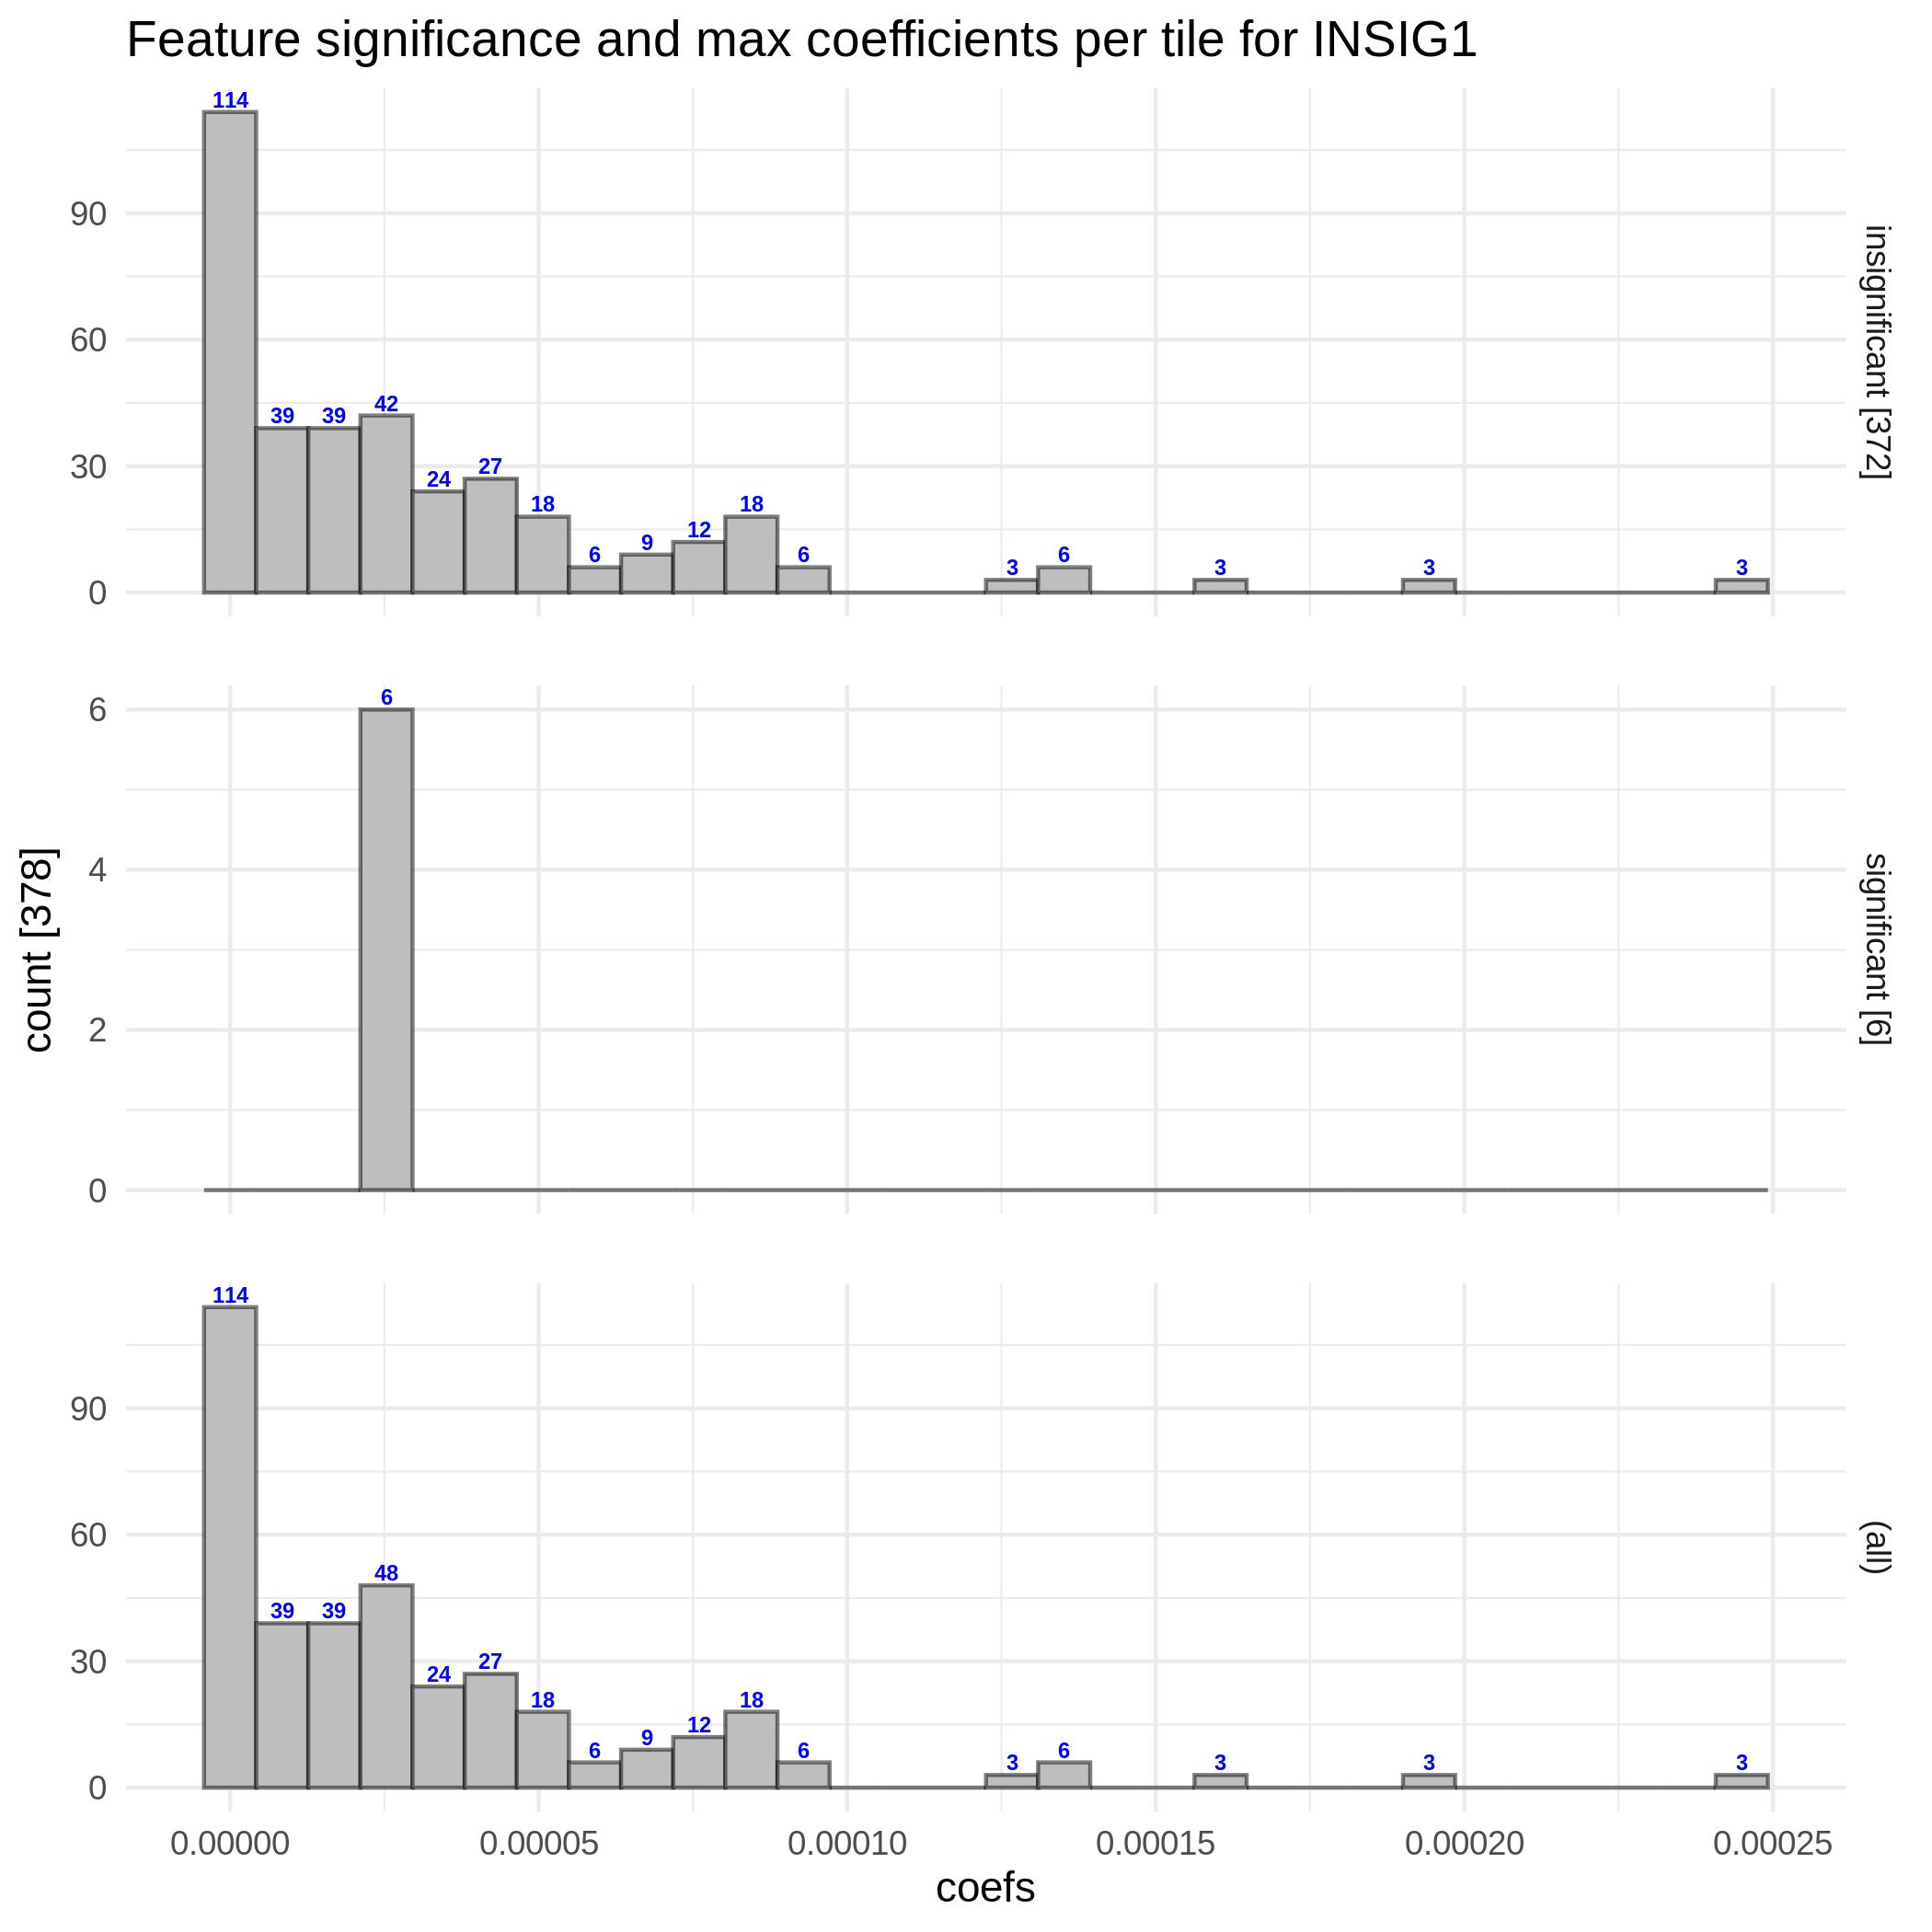 Feature significance and max coefficients per tile for INSIG1
114
39 39 42 24 27 18 6 9 12 18 6 3 6 3 3 3
90
60
30
0
insignificant [372]
6
6
4
2
0
significant [6]
count [378]
114
39 39 48 24 27 18 6 9 12 18 6 3 6 3 3 3
90
60
30
0
(all)
0.00000 0.00005 0.00010 0.00015 0.00020 0.00025
coefs